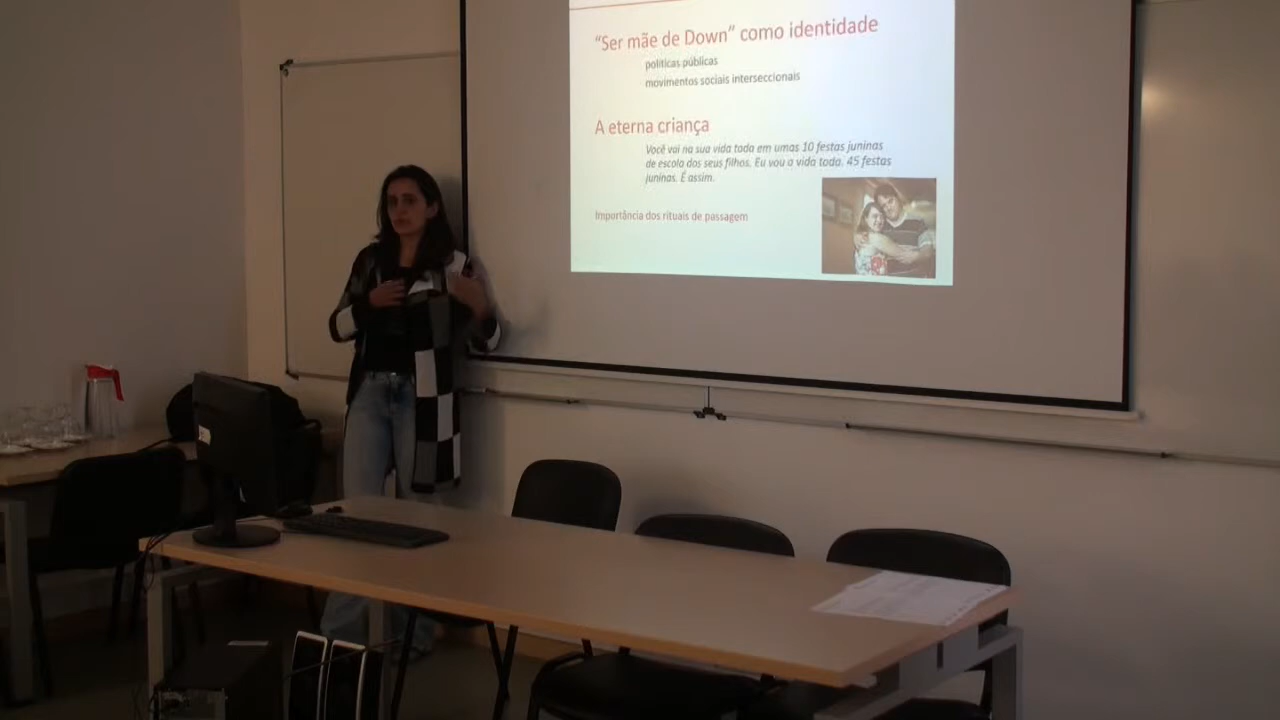 “Ser mãe de Down” como identidade
políticas públicas
movimentos sociais interseccionais
A eterna criança
Você vai na sua vida toda em umas 10 festas juninas
de escola dos seus filhos. Eu vou a vida toda. 45 festas
juninas. É assim.
Importância dos rituais de passagem